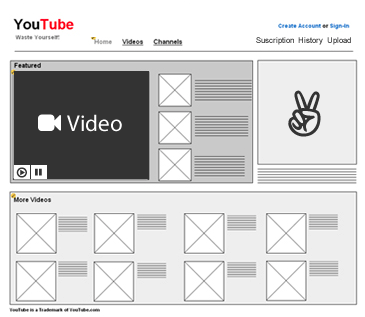 YouTube
Waste Yourself!
Create Account or Sign-In
Home Videos Channels
Suscription History Upload
Featured
Video
More Videos
YouTube is a Trademark of YouTube.com